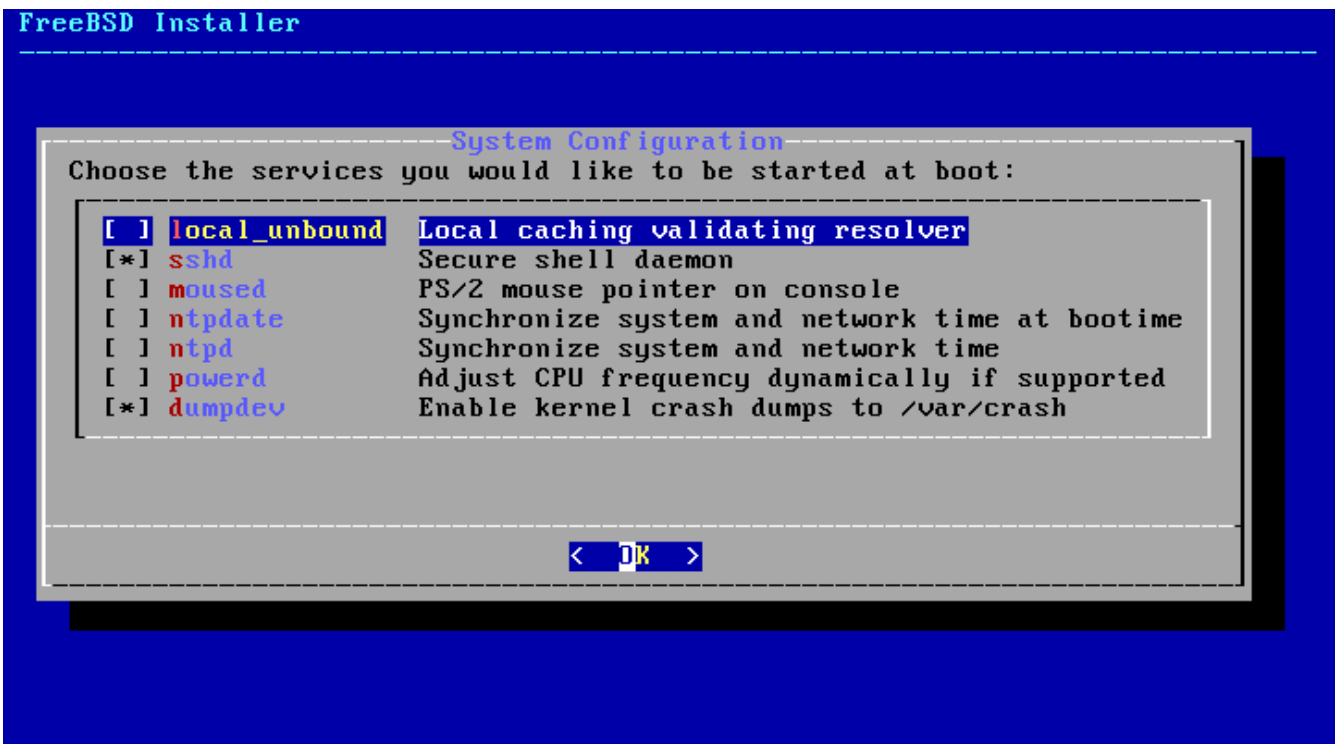 FreeBSD Installer
System Configuration
Choose the services you would like to be started at boot:
[ ] local_unbound Local caching validating resolver
[*] sshd Secure shell daemon
[ ] moused PS/2 mouse pointer on console
[ ] ntpdate Synchronize system and network time at bootime
[ ] ntpd Synchronize system and network time
[ ] powerd Adjust CPU frequency dynamically if supported
[*] dumpdev Enable kernel crash dumps to /var/crash
< OK >